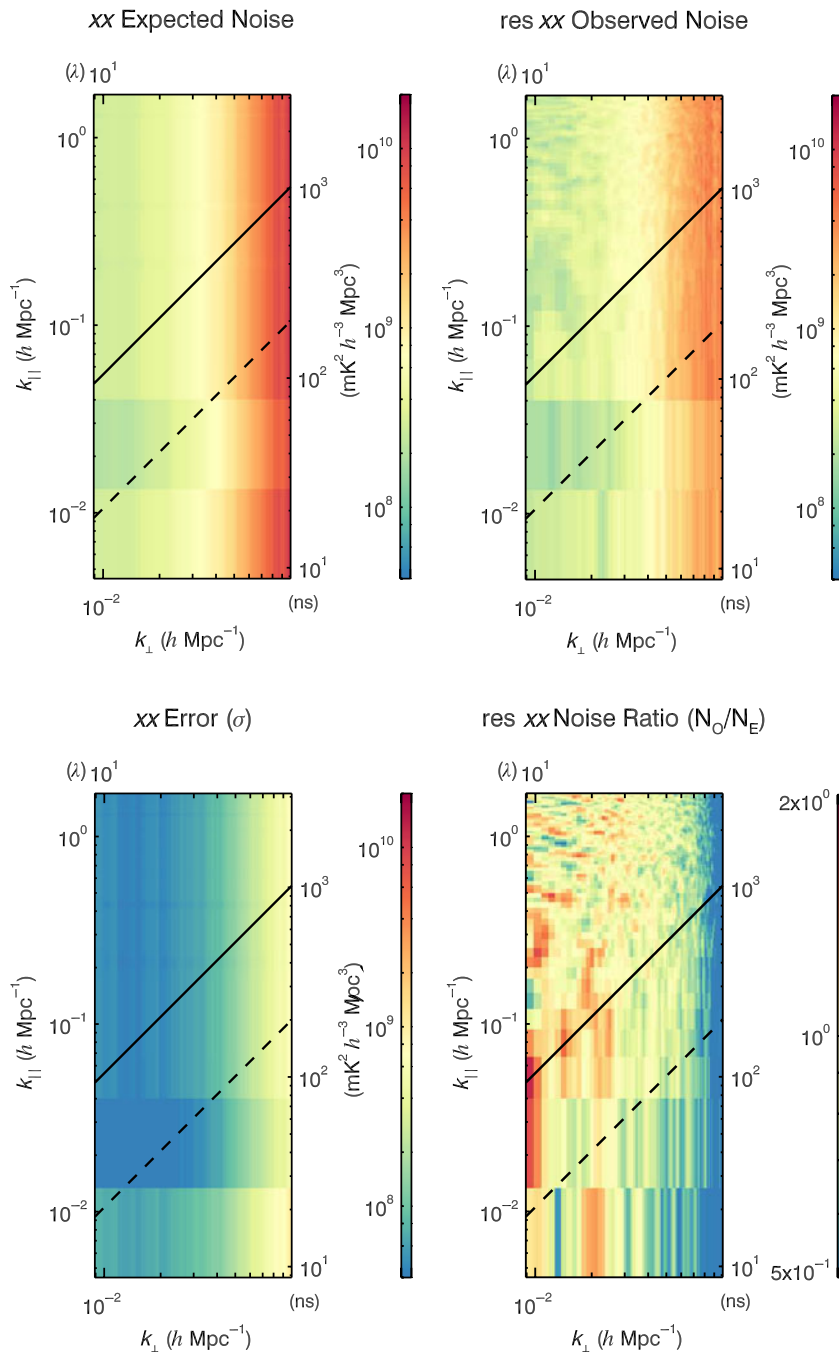 xx Expected Noise
res xx Observed Noise
(λ) 10¹
10⁰
10⁻¹
10⁻²
k|| (h Mpc⁻¹)
10³
10²
10¹
(ns)
10⁻²
k⊥ (h Mpc⁻¹)
10¹⁰
10⁹
10⁸
(mK² h⁻³ Mpc³)
(λ) 10¹
10⁰
10⁻¹
10⁻²
k|| (h Mpc⁻¹)
10³
10²
10¹
(ns)
10⁻²
k⊥ (h Mpc⁻¹)
10¹⁰
10⁹
10⁸
(mK² h⁻³ Mpc³)
xx Error (σ)
res xx Noise Ratio (N_O/N_E)
(λ) 10¹
10⁰
10⁻¹
10⁻²
k|| (h Mpc⁻¹)
10³
10²
10¹
(ns)
10⁻²
k⊥ (h Mpc⁻¹)
10¹⁰
10⁹
10⁸
(mK² h⁻³ Mpc³)
(λ) 10¹
10⁰
10⁻¹
10⁻²
k|| (h Mpc⁻¹)
10³
10²
10¹
(ns)
10⁻²
k⊥ (h Mpc⁻¹)
2x10⁰
10⁰
5x10⁻¹